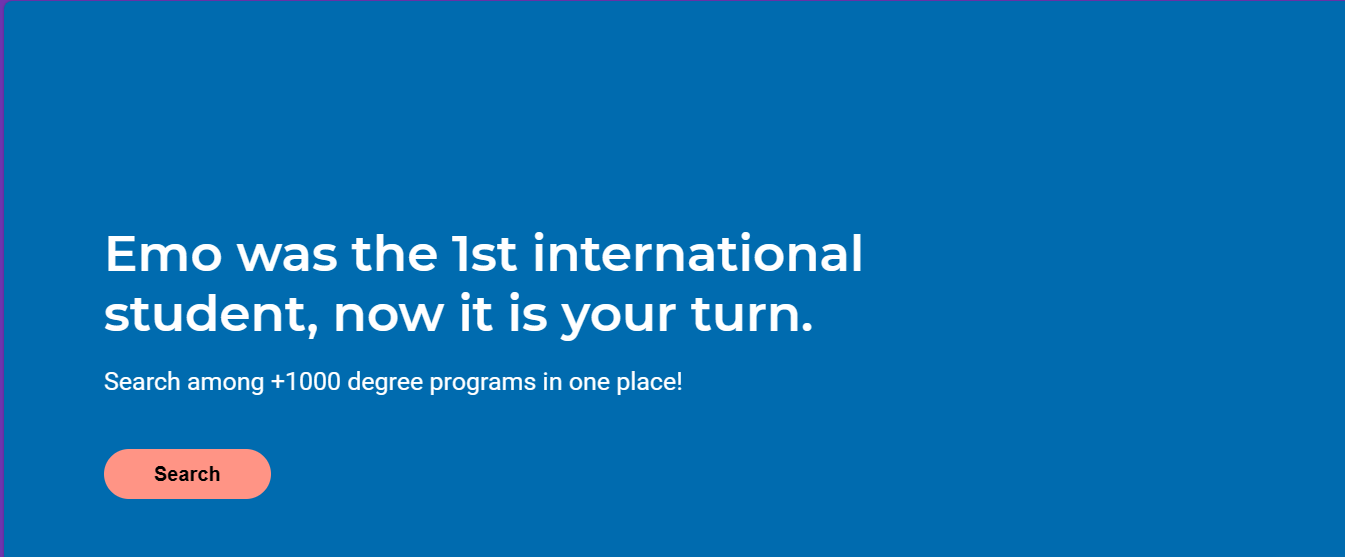 Emo was the 1st international
student, now it is your turn.
Search among +1000 degree programs in one place!
Search